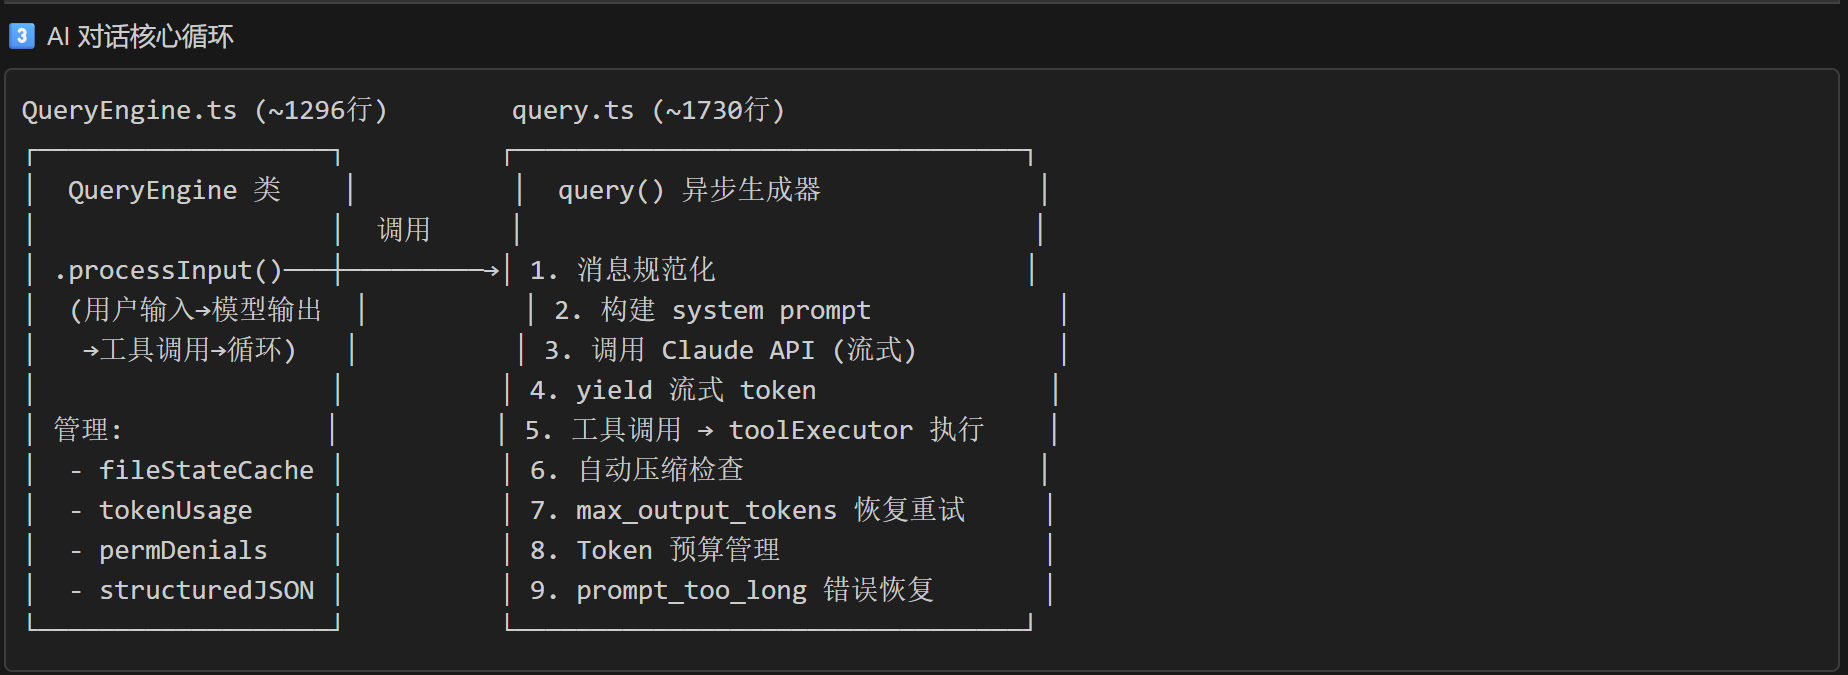 3 AI 对话核心循环
QueryEngine.ts (~1296行) query.ts (~1730行)
QueryEngine 类 query() 异步生成器
调用
.processInput()────┼─────────→ 1. 消息规范化
(用户输入→模型输出 2. 构建 system prompt
→工具调用→循环) 3. 调用 Claude API (流式)
4. yield 流式 token
管理: 5. 工具调用 → toolExecutor 执行
- fileStateCache 6. 自动压缩检查
- tokenUsage 7. max_output_tokens 恢复重试
- permDenials 8. Token 预算管理
- structuredJSON 9. prompt_too_long 错误恢复